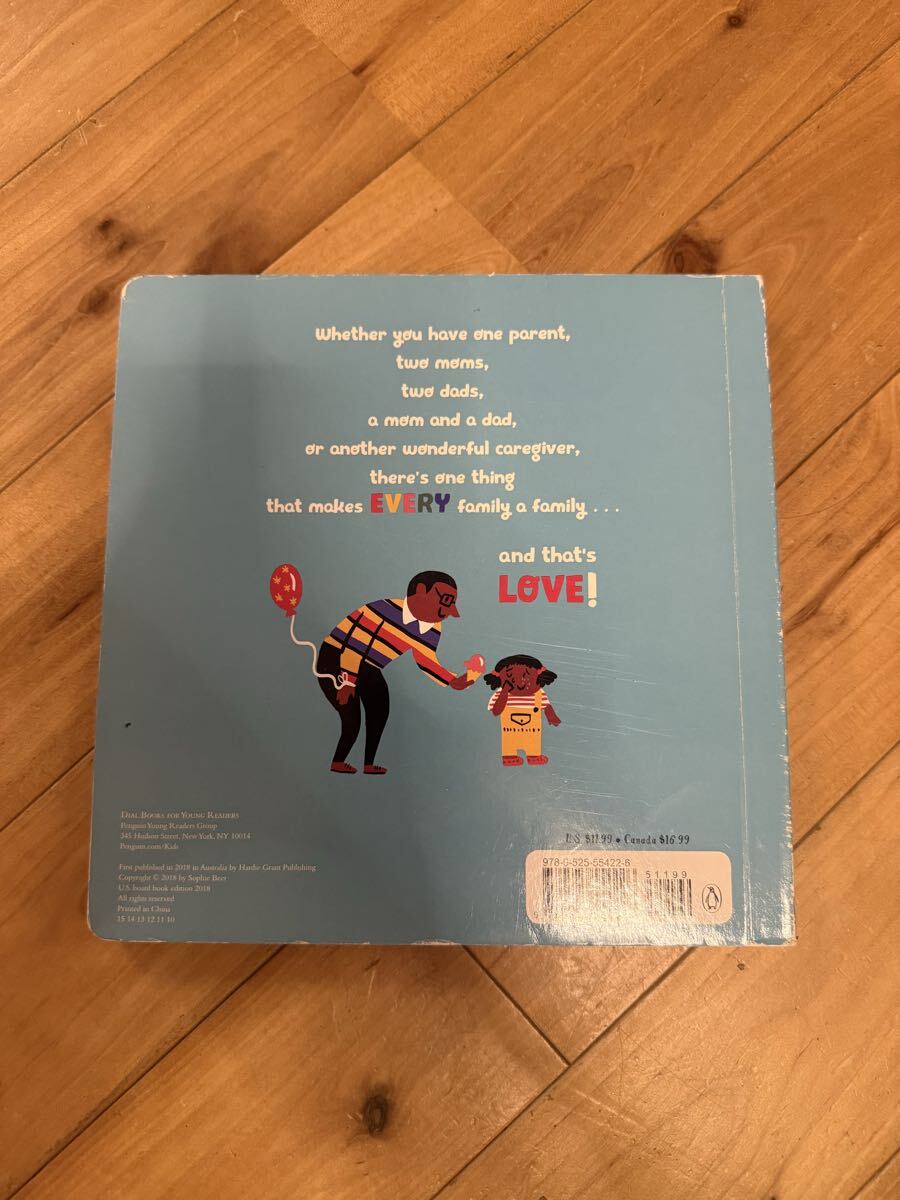 Whether you have one parent,
two moms,
two dads,
a mom and a dad,
or another wonderful caregiver,
there's one thing
that makes EVERY family a family . . .
and that's
LOVE!
DIAL BOOKS FOR YOUNG READERS
Penguin Young Readers Group
345 Hudson Street, New York, NY 10014
Penguin.com/Kids
First published in 2018 in Australia by Hardie Grant Publishing
Copyright © 2018 by Sophie Beer
U.S. board book edition 2018
All rights reserved
Printed in China
15 14 13 12 11 10
U.S. $11.99 • Canada $16.99
978-0-525-55422-6
51199